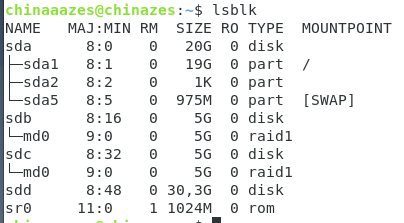 chinaaazes@chinazes:~$ lsblk
NAME   MAJ:MIN RM  SIZE RO TYPE  MOUNTPOINT
sda      8:0    0   20G  0 disk
├─sda1   8:1    0   19G  0 part  /
├─sda2   8:2    0    1K  0 part
└─sda5   8:5    0  975M  0 part  [SWAP]
sdb      8:16   0    5G  0 disk
└─md0    9:0    0    5G  0 raid1
sdc      8:32   0    5G  0 disk
└─md0    9:0    0    5G  0 raid1
sdd      8:48   0 30,3G  0 disk
sr0     11:0    1 1024M  0 rom